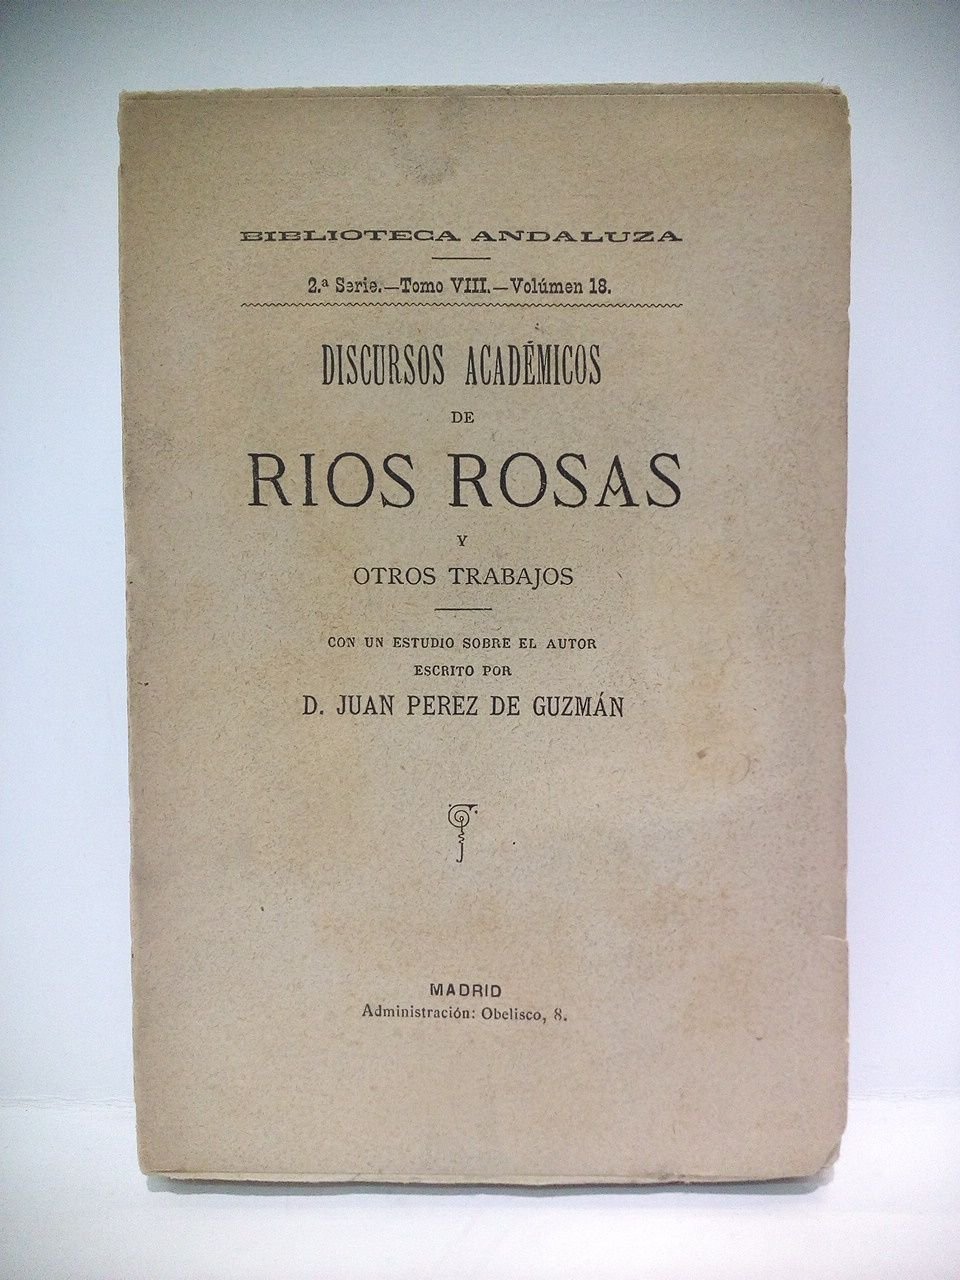 BIBLIOTECA ANDALUZA
2.ª Serie.—Tomo VIII.—Volúmen 18.
DISCURSOS ACADÉMICOS
DE
RIOS ROSAS
Y
OTROS TRABAJOS
CON UN ESTUDIO SOBRE EL AUTOR
ESCRITO POR
D. JUAN PEREZ DE GUZMÁN
MADRID
Administración: Obelisco, 8.